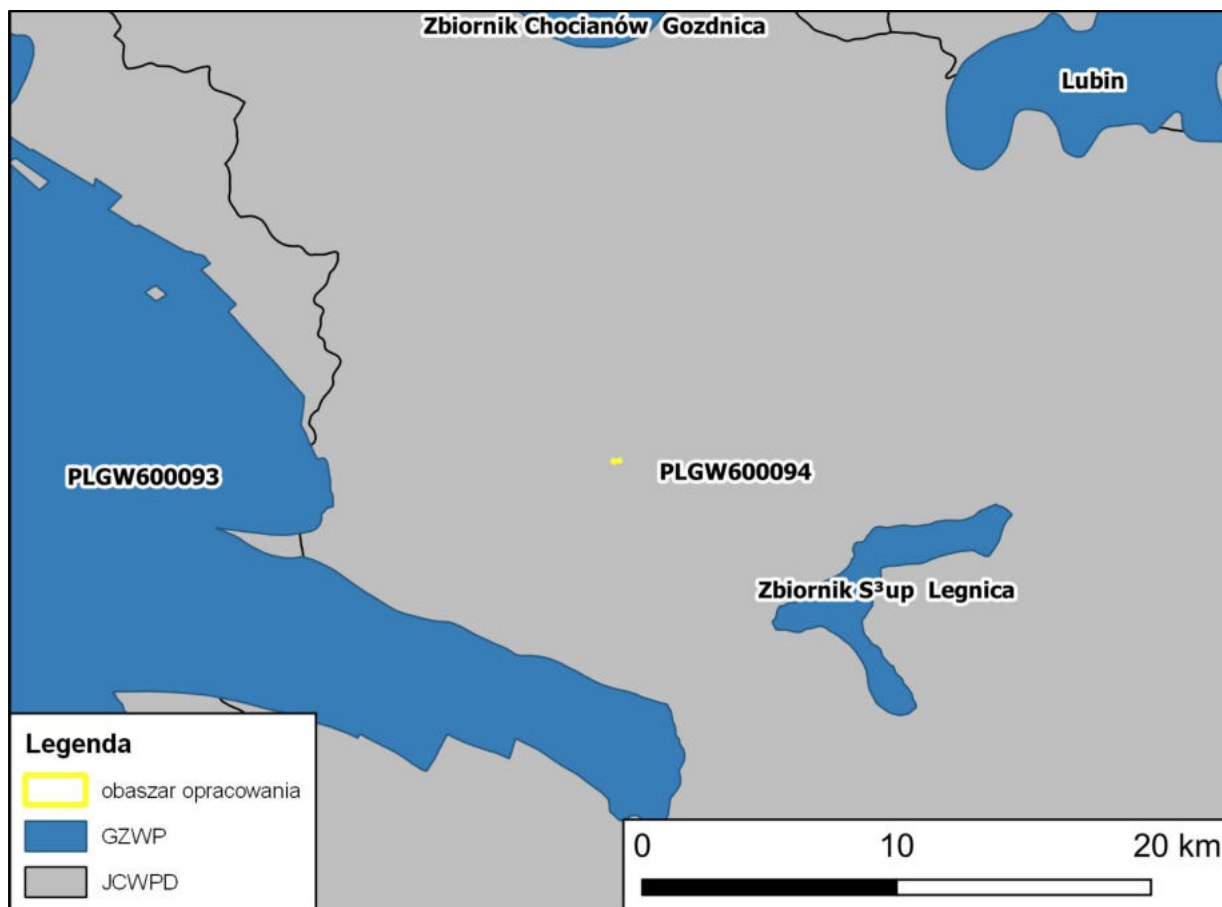 Zbiornik Chocianów Gozdnica
Lubin
PLGW600093
PLGW600094
Zbiornik S³up Legnica
Legenda
obaszar opracowania
GZWP
JCWPD
0 10 20 km